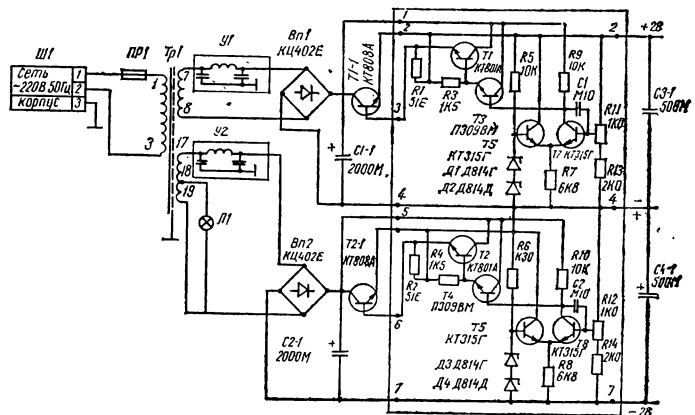 Ш1
Сеть 1
~220В 50Гц 2
корпус 3
ПР1
Тр1
1
3
7
8
17
18
19
У1
У2
Л1
Вп1
КЦ402Е
Вп2
КЦ402Е
Т1-1
КТ808А
Т2-1
КТ808А
С1-1
2000М
С2-1
2000М
1
2
3
4
5
6
7
R1
51Е
R3
1К5
Т1
КТ801А
Т3
П309ВМ
Т5
КТ315Г
Д1 Д814Г
Д2 Д814Д
R5
10К
R9
10К
С1
М10
Т7 КТ315Г
R7
6К8
R11
1К0
R13
2К0
2
4
+28
С3-1
500М
-
+
R2
51Е
R4
1К5
Т4
П309ВМ
Т2
КТ801А
Т5
КТ315Г
Д3 Д814Г
Д4 Д814Д
R6
К30
R10
10К
С2
М10
КТ315Г
Т8
R8
6К8
R12
1К0
R14
2К0
С4-1
500М
7
-28